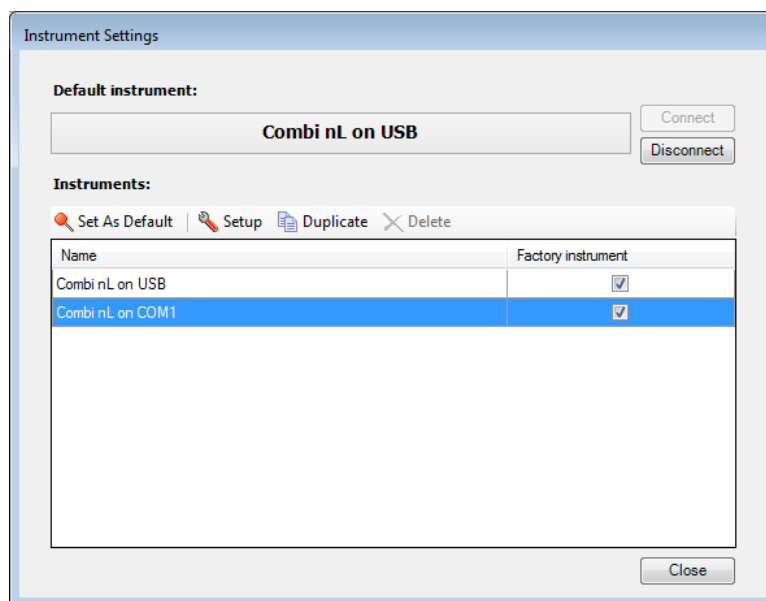 Instrument Settings
Default instrument:
Combi nL on USB
Connect
Disconnect
Instruments:
Set As Default Setup Duplicate Delete
Name Factory instrument
Combi nL on USB
Combi nL on COM1
Close